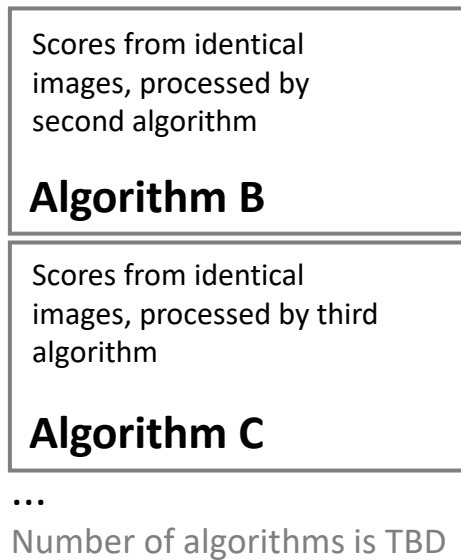 Scores from identical
images, processed by
second algorithm
Algorithm B
Scores from identical
images, processed by third
algorithm
Algorithm C
...
Number of algorithms is TBD